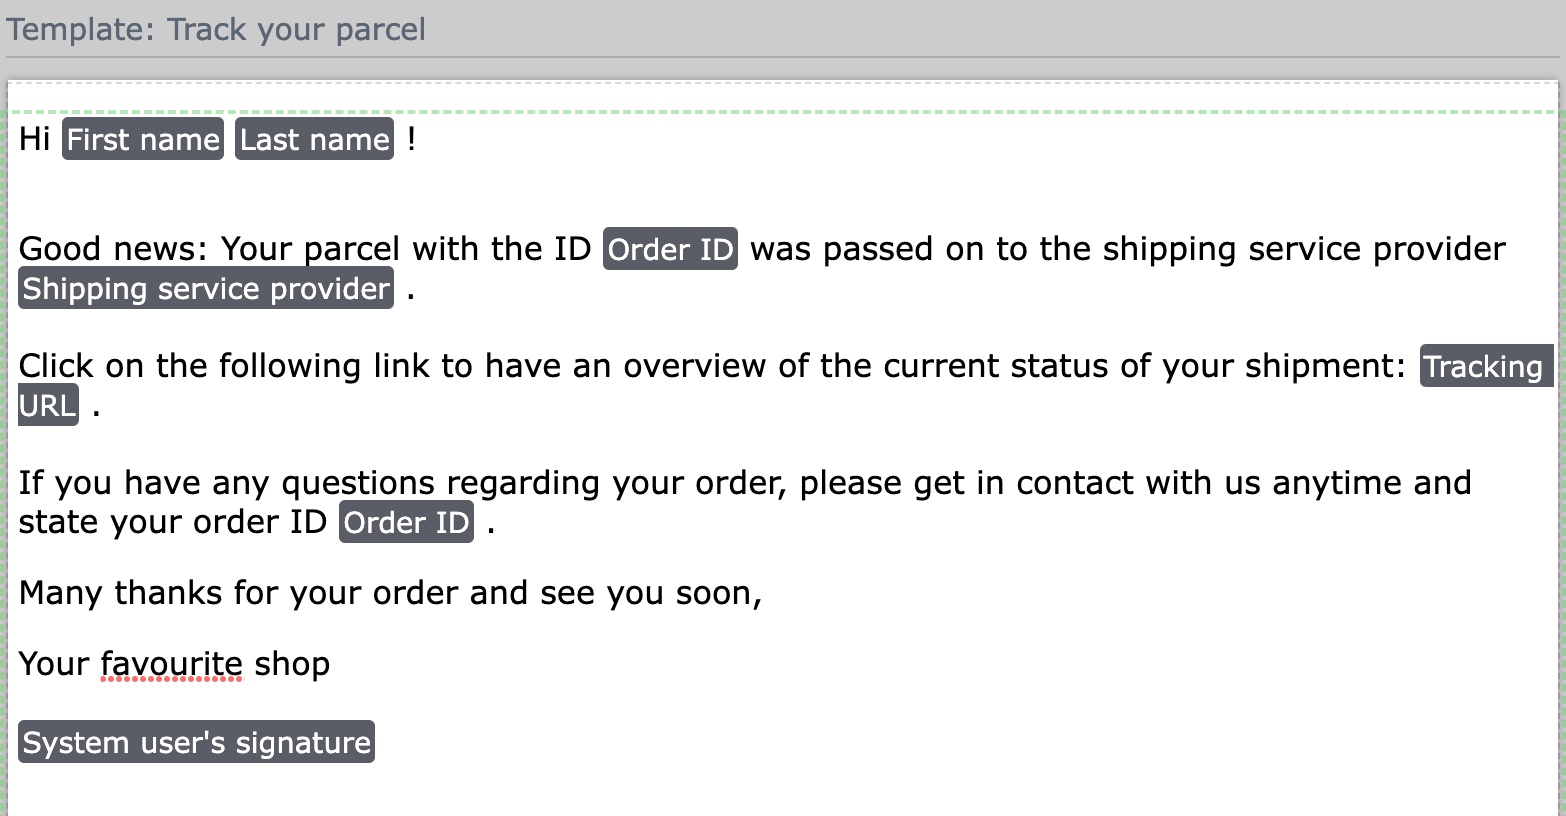 Template: Track your parcel
Hi First name Last name !
Good news: Your parcel with the ID Order ID was passed on to the shipping service provider
Shipping service provider .
Click on the following link to have an overview of the current status of your shipment: Tracking
URL .
If you have any questions regarding your order, please get in contact with us anytime and
state your order ID Order ID .
Many thanks for your order and see you soon,
Your favourite shop
System user's signature